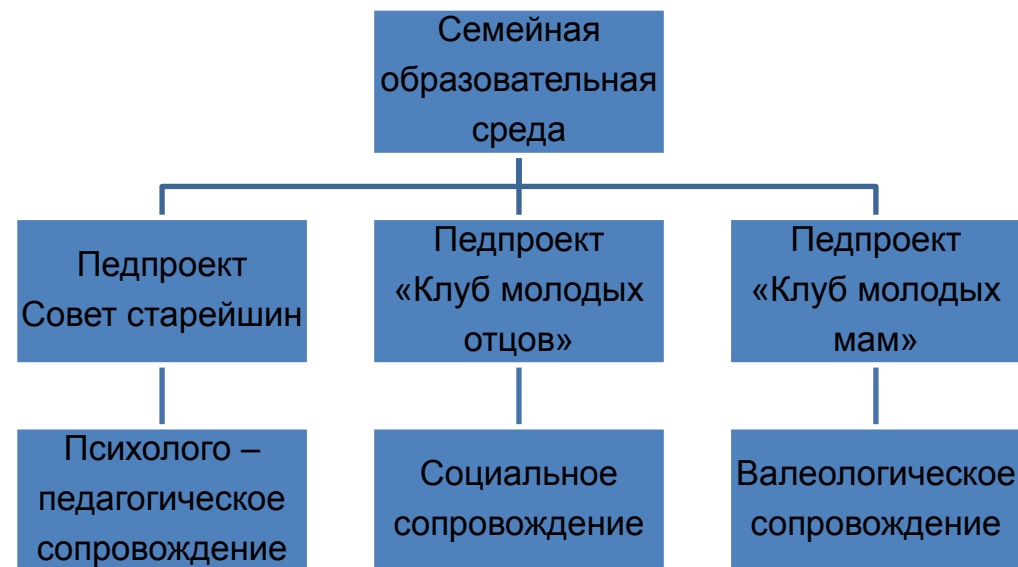 Семейная
образовательная
среда
Педпроект
Совет старейшин
Педпроект
«Клуб молодых
отцов»
Педпроект
«Клуб молодых
мам»
Психолого –
педагогическое
сопровождение
Социальное
сопровождение
Валеологическое
сопровождение